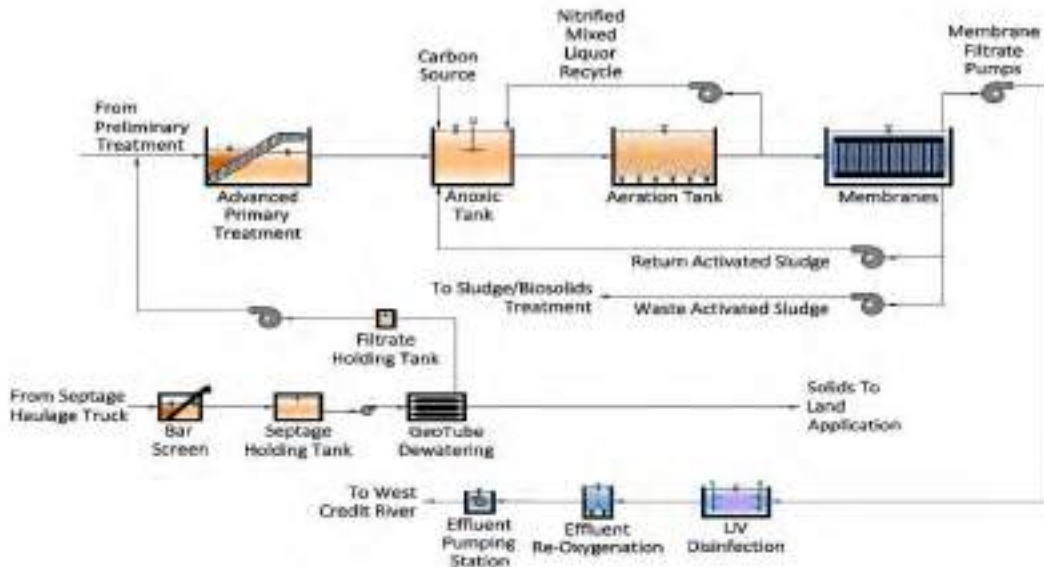 Nitrified
Mixed
Liquor
Recycle
Carbon
Source
Membrane
Filtrate
Pumps
From
Preliminary
Treatment
Advanced
Primary
Treatment
Anoxic
Tank
Aeration Tank
Membranes
Return Activated Sludge
To Sludge/Biosolids
Treatment
Waste Activated Sludge
Filtrate
Holding Tank
From Septage
Haulage Truck
Bar
Screen
Septage
Holding Tank
GeoTube
Dewatering
Solids To
Land
Application
To West
Credit River
Effluent
Pumping
Station
Effluent
Re-Oxygenation
UV
Disinfection